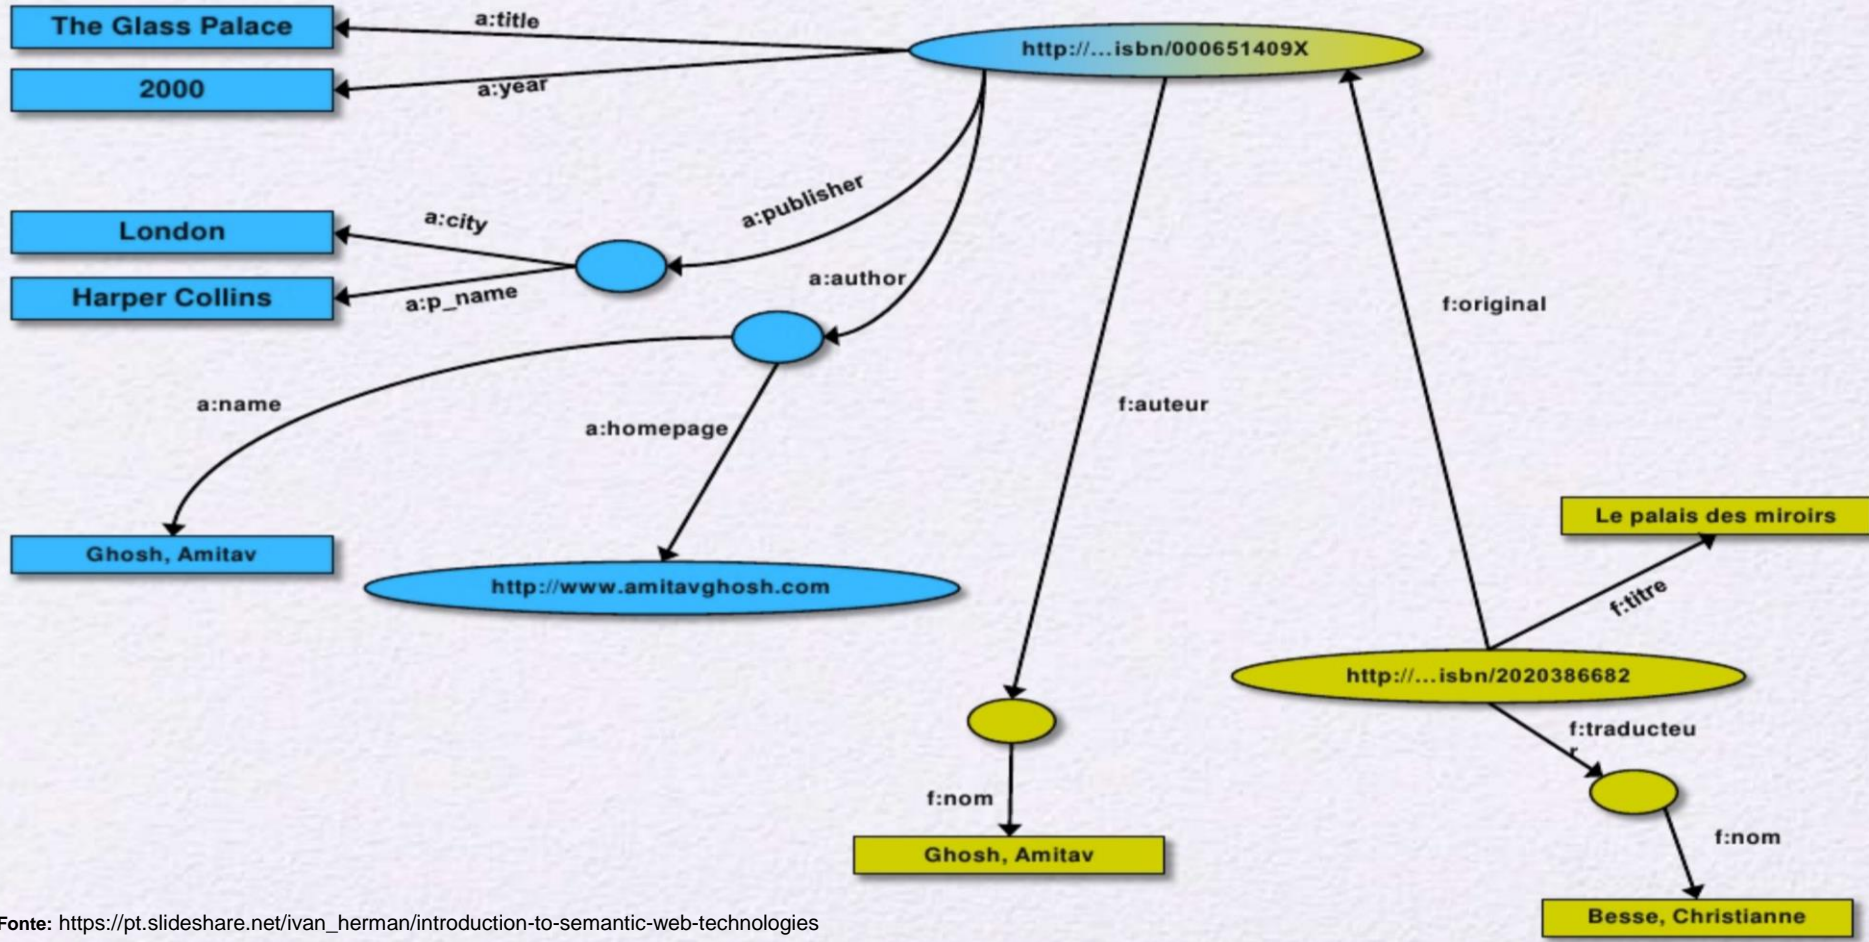 The Glass Palace
a:title
http://...isbn/000651409X
2000
a:year
a:publisher
London
a:city
a:author
Harper Collins
a:p_name
f:original
a:name
f:auteur
a:homepage
Le palais des miroirs
Ghosh, Amitav
http://www.amitavghosh.com
f:titre
http://...isbn/2020386682
f:traducteu
r
f:nom
f:nom
Ghosh, Amitav
Besse, Christianne
Fonte: https://pt.slideshare.net/ivan_herman/introduction-to-semantic-web-technologies